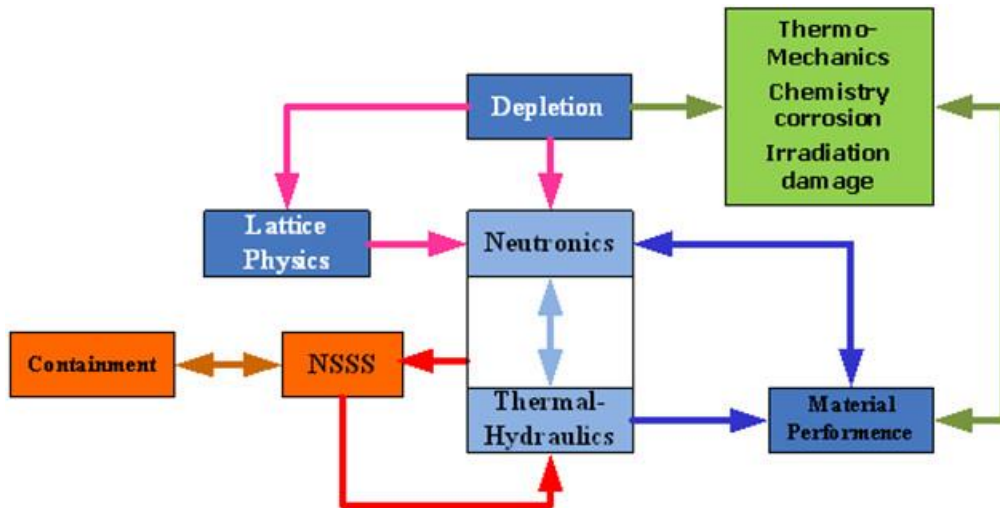 Thermo-
Mechanics
Chemistry
corrosion
Irradiation
damage
Depletion
Lattice
Physics
Neutronics
Containment
NSSS
Thermal-
Hydraulics
Material
Performence